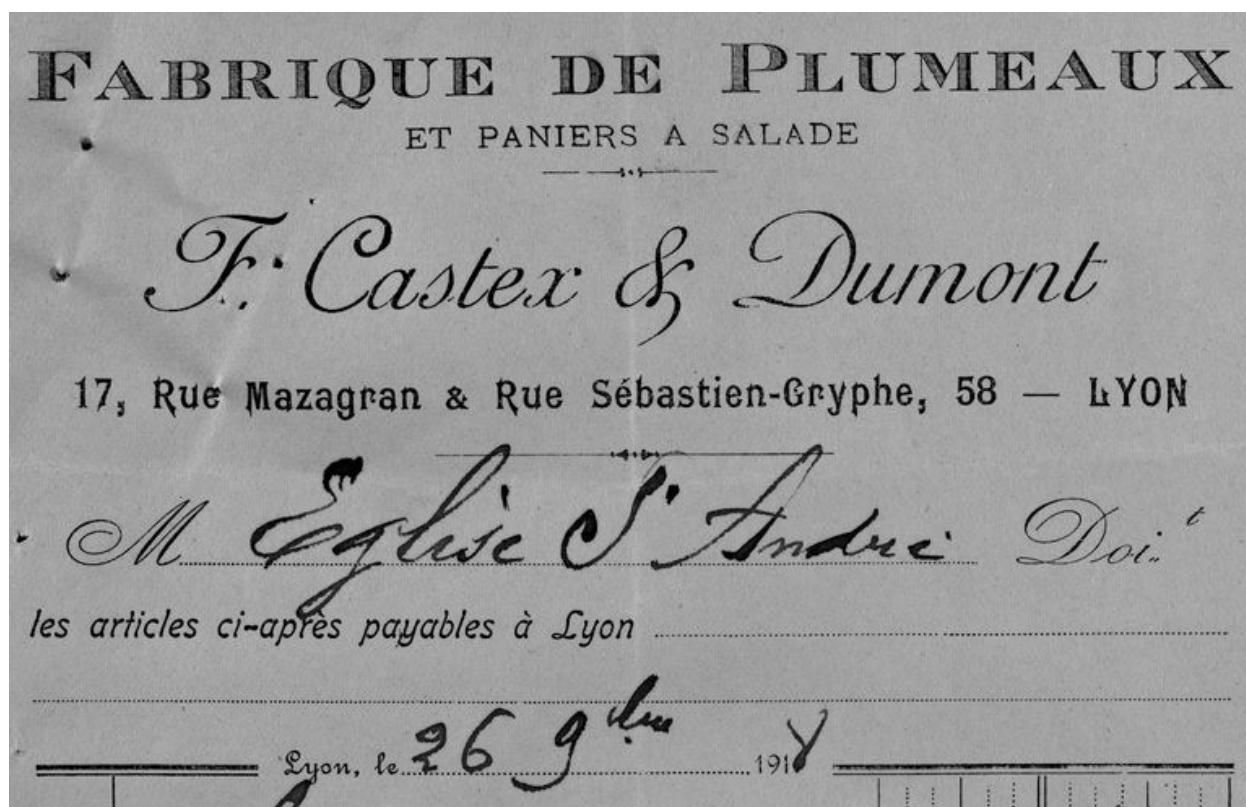 FABRIQUE DE PLUMEAUX
ET PANIERS A SALADE
F. Castex & Dumont
17, Rue Mazagran & Rue Sébastien-Gryphe, 58 — LYON
M Eglise St André Doit
les articles ci-après payables à Lyon
Lyon, le 26 9bre 1918